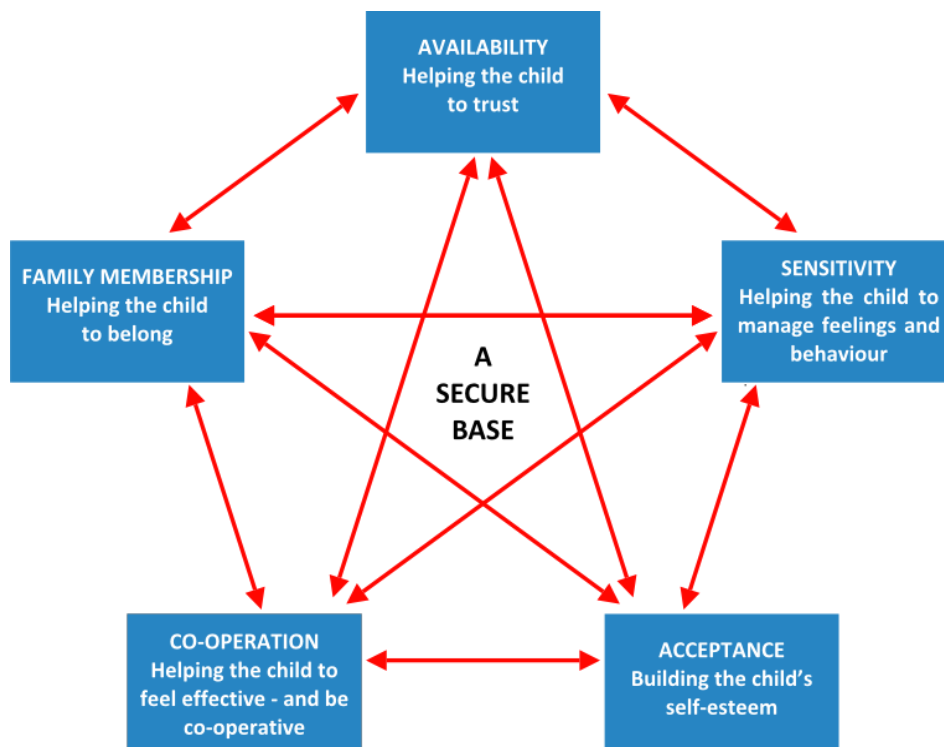 AVAILABILITY
Helping the child
to trust
FAMILY MEMBERSHIP
Helping the child
to belong
SENSITIVITY
Helping the child to
manage feelings and
behaviour
A
SECURE
BASE
CO-OPERATION
Helping the child to
feel effective - and be
co-operative
ACCEPTANCE
Building the child’s
self-esteem